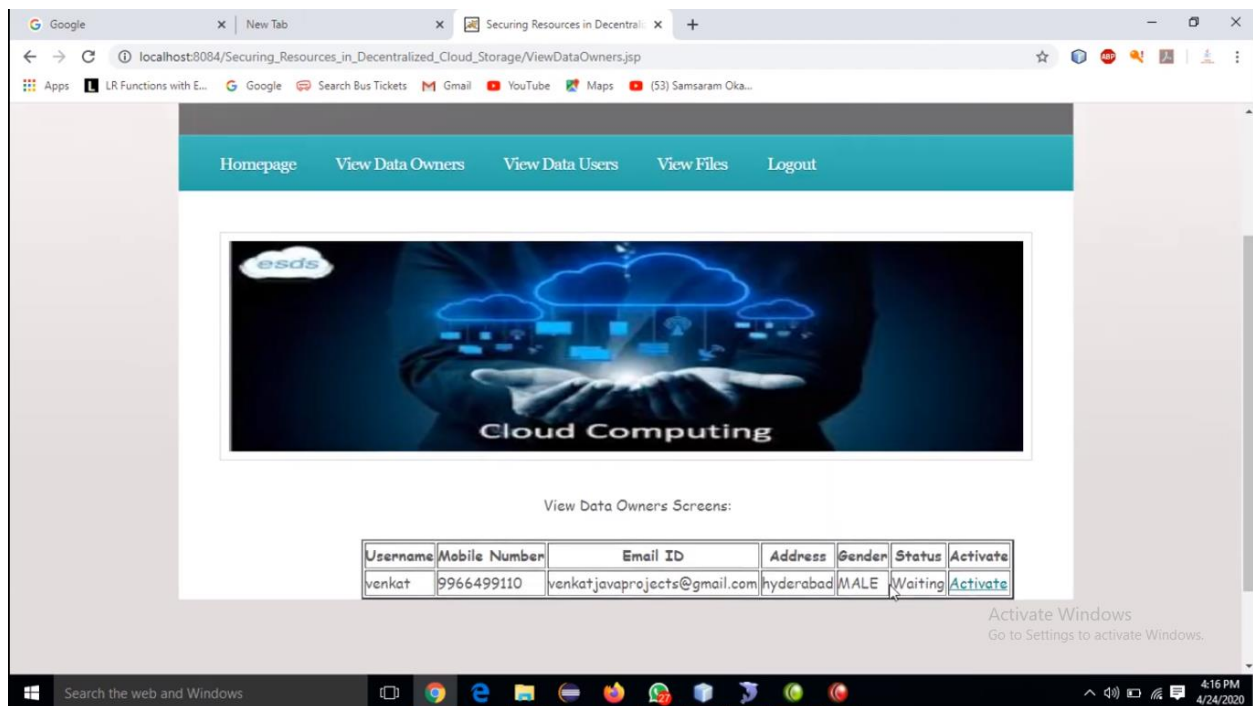 Google
New Tab
Securing Resources in Decentrali
localhost:8084/Securing_Resources_in_Decentralized_Cloud_Storage/ViewDataOwners.jsp
ABP
Apps LR Functions with E... Google Search Bus Tickets Gmail YouTube Maps (53) Samsaram Oka...
Homepage View Data Owners View Data Users View Files Logout
esds
Cloud Computing
View Data Owners Screens:
Username Mobile Number Email ID Address Gender Status Activate
venkat 9966499110 venkatjavaprojects@gmail.com hyderabad MALE Waiting Activate
Activate Windows
Go to Settings to activate Windows.
Search the web and Windows
27
4:16 PM
4/24/2020